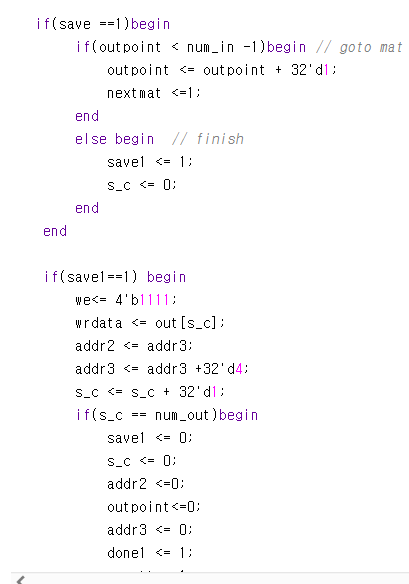 if(save ==1)begin
if(outpoint < num_in -1)begin // goto mat
outpoint <= outpoint + 32'd1;
nextmat <=1;
end
else begin // finish
save1 <= 1;
s_c <= 0;
end
end
if(save1==1) begin
we<= 4'b1111;
wrdata <= out[s_c];
addr2 <= addr3;
addr3 <= addr3 +32'd4;
s_c <= s_c + 32'd1;
if(s_c == num_out)begin
save1 <= 0;
s_c <= 0;
addr2 <=0;
outpoint<=0;
addr3 <= 0;
done1 <= 1;